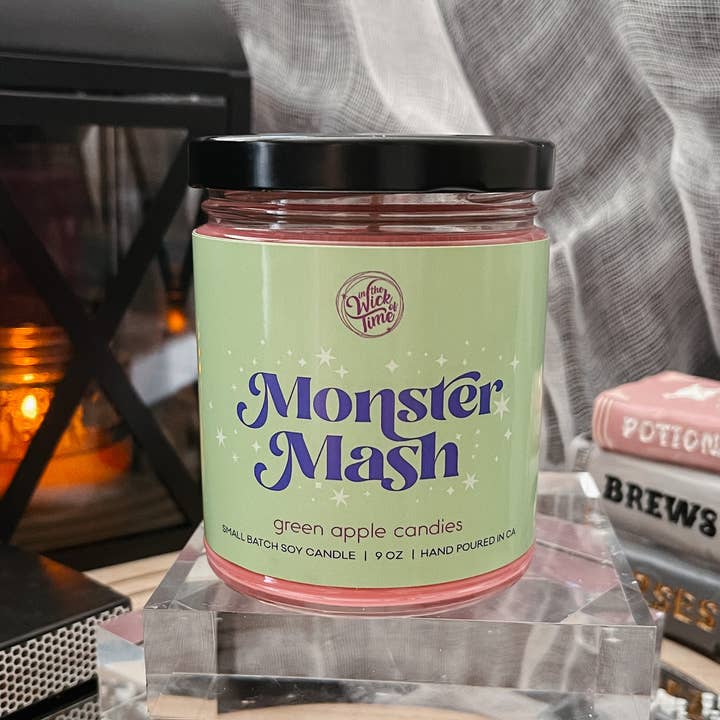 in the
Wick of
Time
Monster
Mash
green apple candies
SMALL BATCH SOY CANDLE | 9 OZ | HAND POURED IN CA
POTION
BREWS